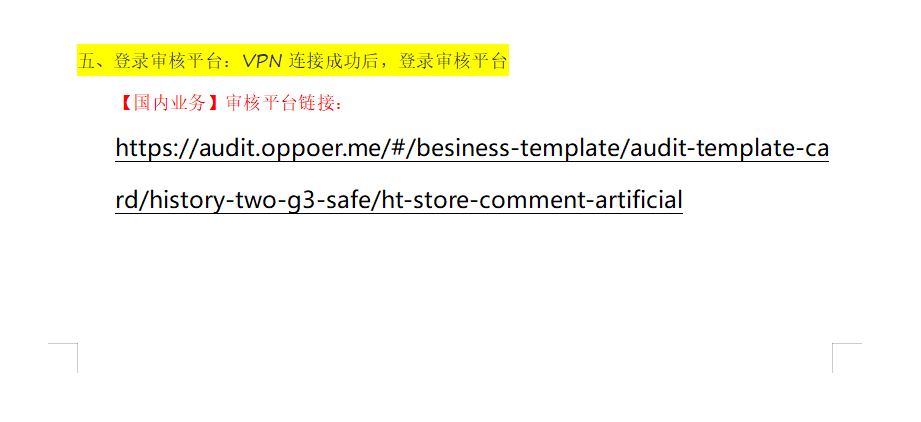 五、登录审核平台：VPN 连接成功后，登录审核平台
【国内业务】审核平台链接：
https://audit.oppoer.me/#/besiness-template/audit-template-ca
rd/history-two-g3-safe/ht-store-comment-artificial